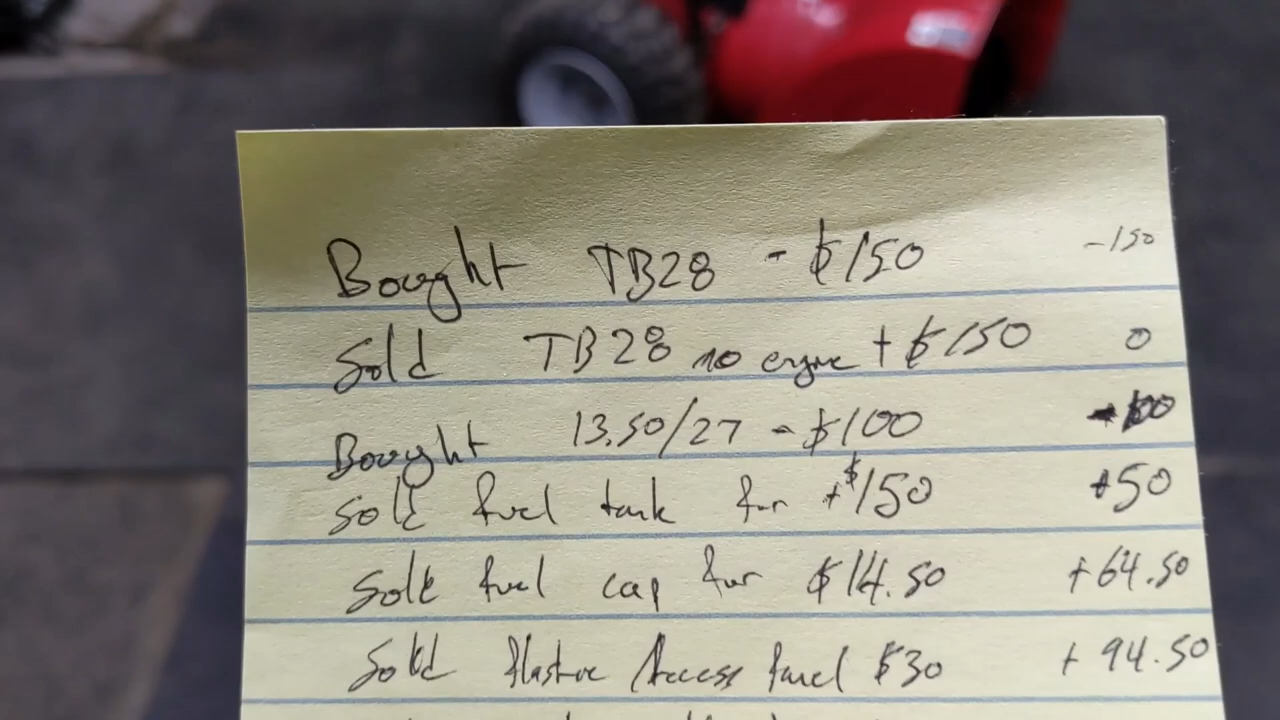 Bought TB28 - $150 -150
Sold TB28 no engine + $150 0
Bought 13.50/27 - $100 -100
Sold fuel tank for +$150 +50
Sold fuel cap for $14.50 +64.50
Sold Plastic Access Panel $30 +94.50